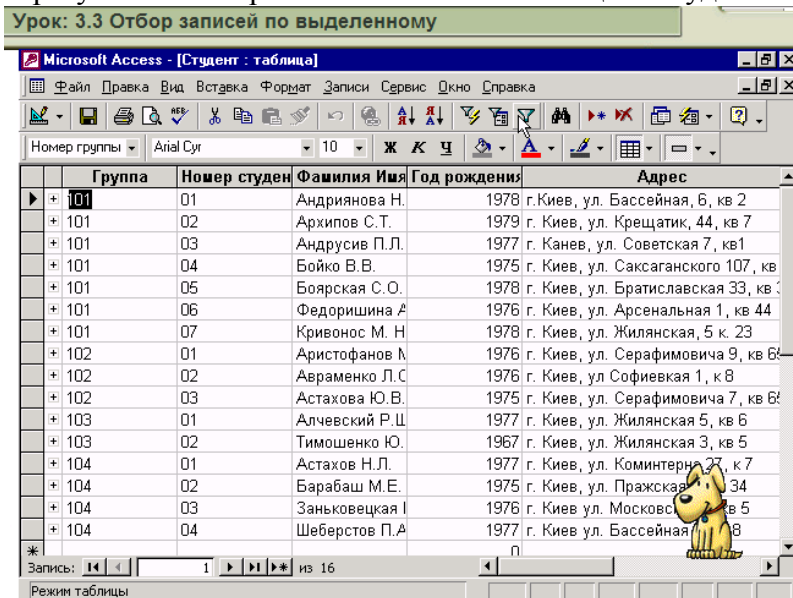 Урок: 3.3 Отбор записей по выделенному
Microsoft Access - [Студент : таблица]
Файл Правка Вид Вставка Формат Записи Сервис Окно Справка
Номер группы Arial Cyr 10 Ж К Ч
Группа Номер студен Фамилия Имя Год рождения Адрес
101 01 Андриянова Н. 1978 г.Киев, ул. Бассейная, 6, кв 2
101 02 Архипов С.Т. 1979 г. Киев, ул. Крещатик, 44, кв 7
101 03 Андрусив П.Л. 1977 г. Канев, ул. Советская 7, кв1
101 04 Бойко В.В. 1975 г. Киев, ул. Саксаганского 107, кв
101 05 Боярская С.О. 1978 г. Киев, ул. Братиславская 33, кв
101 06 Федоришина А 1976 г. Киев, ул. Арсенальная 1, кв 44
101 07 Кривонос М. Н 1978 г. Киев, ул. Жилянская, 5 к. 23
102 01 Аристофанов 1976 г. Киев, ул. Серафимовича 9, кв
102 02 Авраменко Л. 1976 г. Киев, ул Софиевкая 1, к 8
102 03 Астахова Ю.В. 1975 г. Киев, ул. Серафимовича 7, кв
103 01 Алчевский Р. 1977 г. Киев, ул. Жилянская 5, кв 6
103 02 Тимошенко Ю. 1967 г. Киев, ул. Жилянская 3, кв 5
104 01 Астахов Н.Л. 1977 г. Киев, ул. Коминтерна 27, к 7
104 02 Барабаш М.Е. 1975 г. Киев, ул. Пражская 34
104 03 Заньковецкая 1976 г. Киев ул. 5
104 04 Шеберстов П.А 1977 г. Киев ул. Бассейная 8
Запись: 1 из 16
Режим таблицы